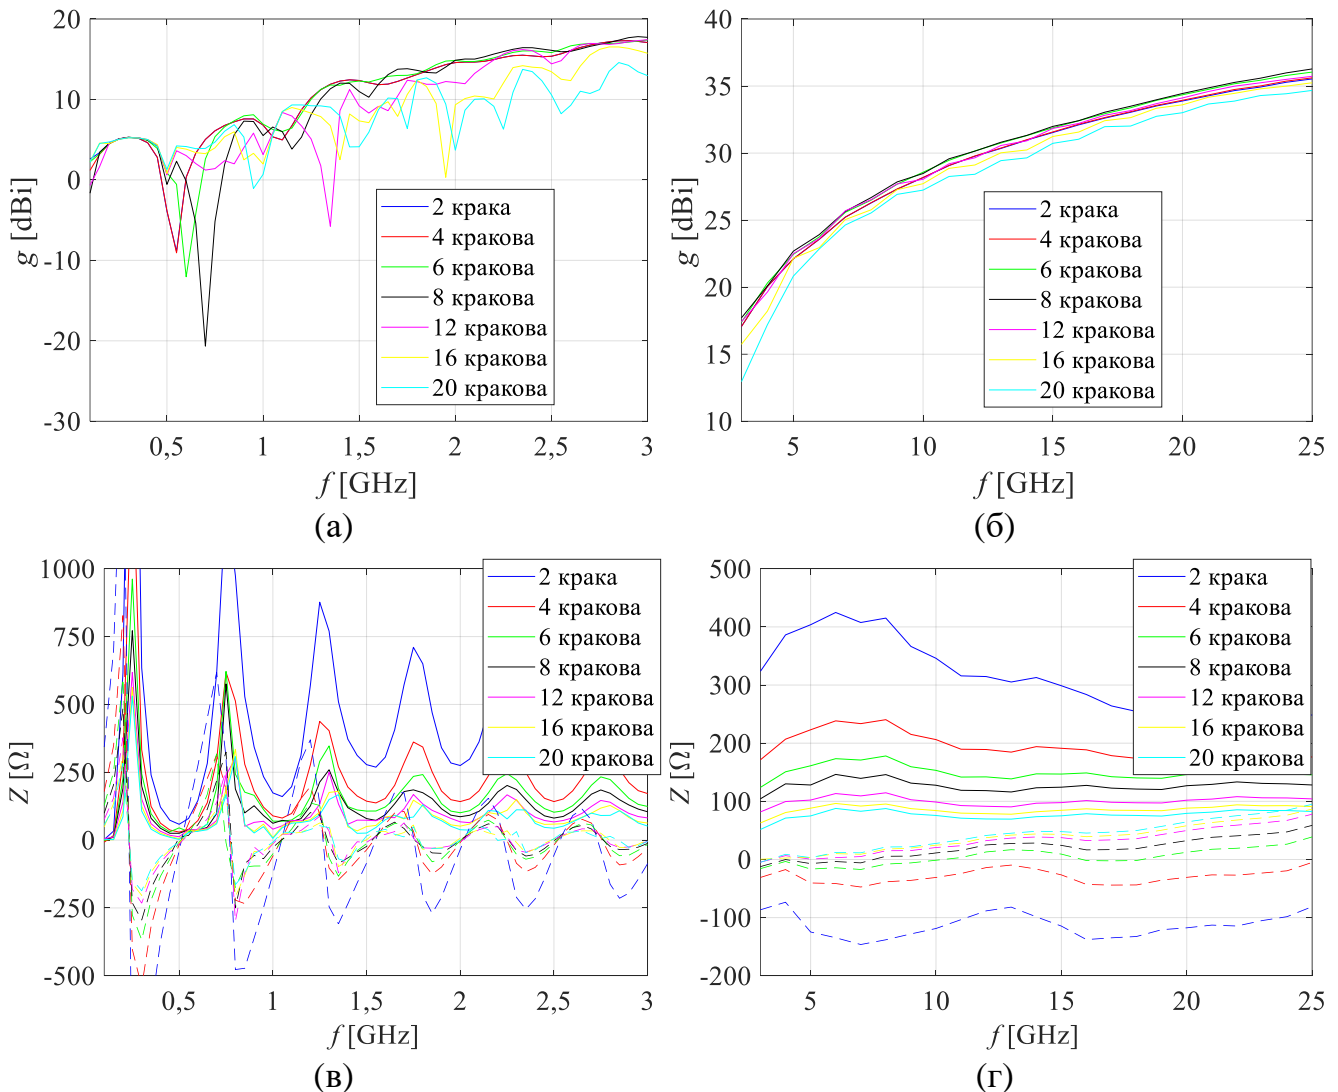 20
10
0
-10
-20
-30
g [dBi]
0,5
1
1,5
2
2,5
3
f [GHz]
2 крака
4 кракова
6 кракова
8 кракова
12 кракова
16 кракова
20 кракова
(а)
40
35
30
25
20
15
10
g [dBi]
5
10
15
20
25
f [GHz]
2 крака
4 кракова
6 кракова
8 кракова
12 кракова
16 кракова
20 кракова
(б)
1000
750
500
250
0
-250
-500
Z [Ω]
0,5
1
1,5
2
2,5
3
f [GHz]
2 крака
4 кракова
6 кракова
8 кракова
12 кракова
16 кракова
20 кракова
(в)
500
400
300
200
100
0
-100
-200
Z [Ω]
5
10
15
20
25
f [GHz]
2 крака
4 кракова
6 кракова
8 кракова
12 кракова
16 кракова
20 кракова
(г)